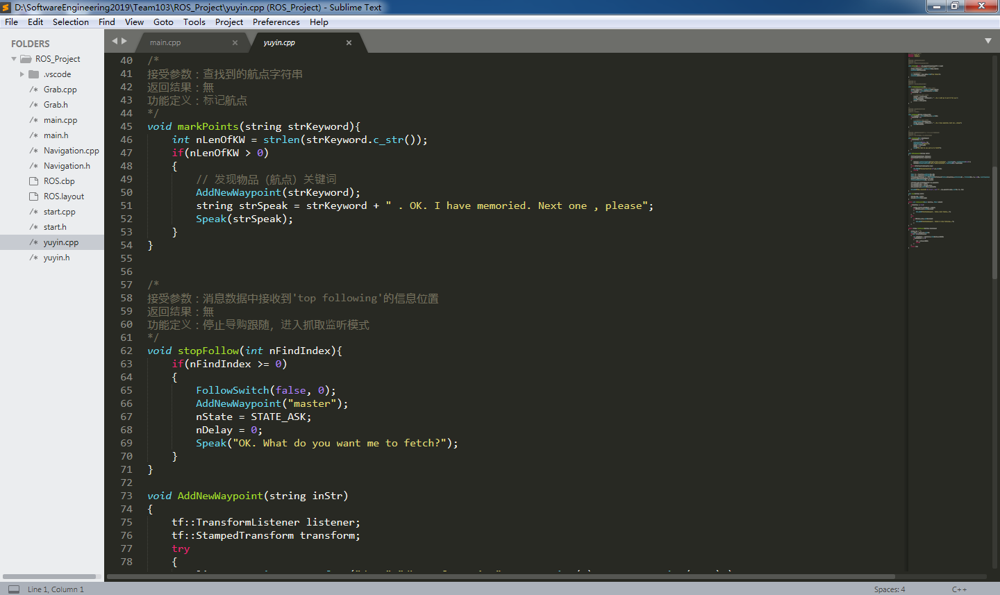 D:\SoftwareEngineering2019\Team103\ROS_Project\yuyin.cpp (ROS_Project) - Sublime Text
File Edit Selection Find View Goto Tools Project Preferences Help
FOLDERS
ROS_Project
.vscode
/* Grab.cpp
/* Grab.h
/* main.cpp
/* main.h
/* Navigation.cpp
/* Navigation.h
ROS.cbp
ROS.layout
/* start.cpp
/* start.h
/* yuyin.cpp
/* yuyin.h
main.cpp ×
yuyin.cpp ×
40 /*
41 接受参数：查找到的航点字符串
42 返回结果：無
43 功能定义：标记航点
44 */
45 void markPoints(string strKeyword){
46 int nLenOfKW = strlen(strKeyword.c_str());
47 if(nLenOfKW > 0)
48 {
49 // 发现物品（航点）关键词
50 AddNewWaypoint(strKeyword);
51 string strSpeak = strKeyword + " . OK. I have memoried. Next one , please";
52 Speak(strSpeak);
53 }
54 }
55
56
57 /*
58 接受参数：消息数据中接收到'top following'的信息位置
59 返回结果：無
60 功能定义：停止导购跟随，进入抓取监听模式
61 */
62 void stopFollow(int nFindIndex){
63 if(nFindIndex >= 0)
64 {
65 FollowSwitch(false, 0);
66 AddNewWaypoint("master");
67 nState = STATE_ASK;
68 nDelay = 0;
69 Speak("OK. What do you want me to fetch?");
70 }
71 }
72
73 void AddNewWaypoint(string inStr)
74 {
75 tf::TransformListener listener;
76 tf::StampedTransform transform;
77 try
78 {
Line 1, Column 1
Spaces: 4
C++